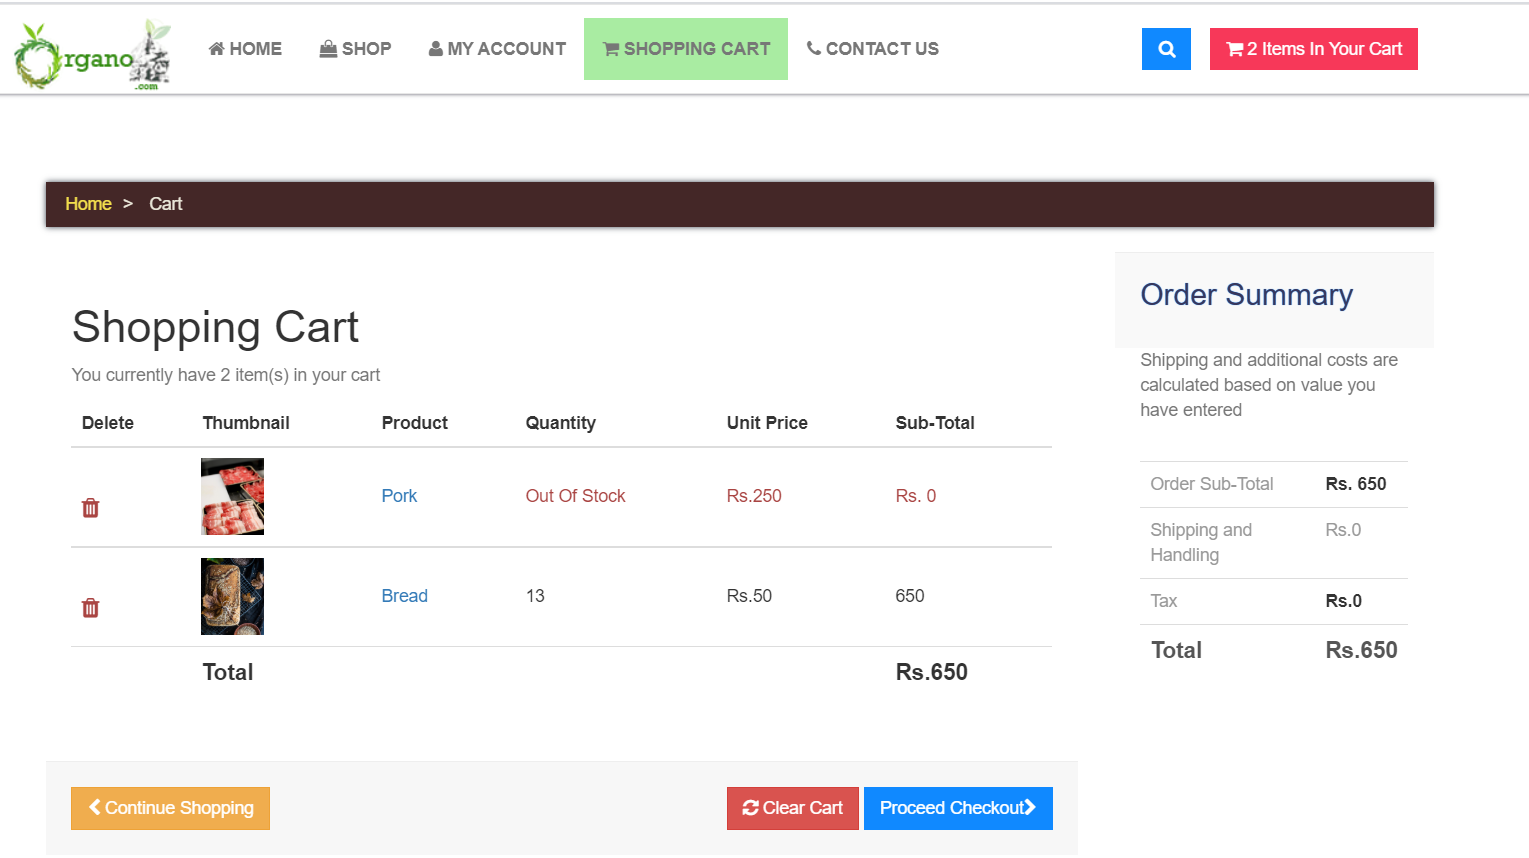 rgano
.com
HOME
SHOP
MY ACCOUNT
SHOPPING CART
CONTACT US
2 Items In Your Cart
Home > Cart
Shopping Cart
You currently have 2 item(s) in your cart
Delete Thumbnail Product Quantity Unit Price Sub-Total
Pork Out Of Stock Rs.250 Rs. 0
Bread 13 Rs.50 650
Total Rs.650
Continue Shopping
Clear Cart
Proceed Checkout
Order Summary
Shipping and additional costs are
calculated based on value you
have entered
Order Sub-Total Rs. 650
Shipping and Rs.0
Handling
Tax Rs.0
Total Rs.650